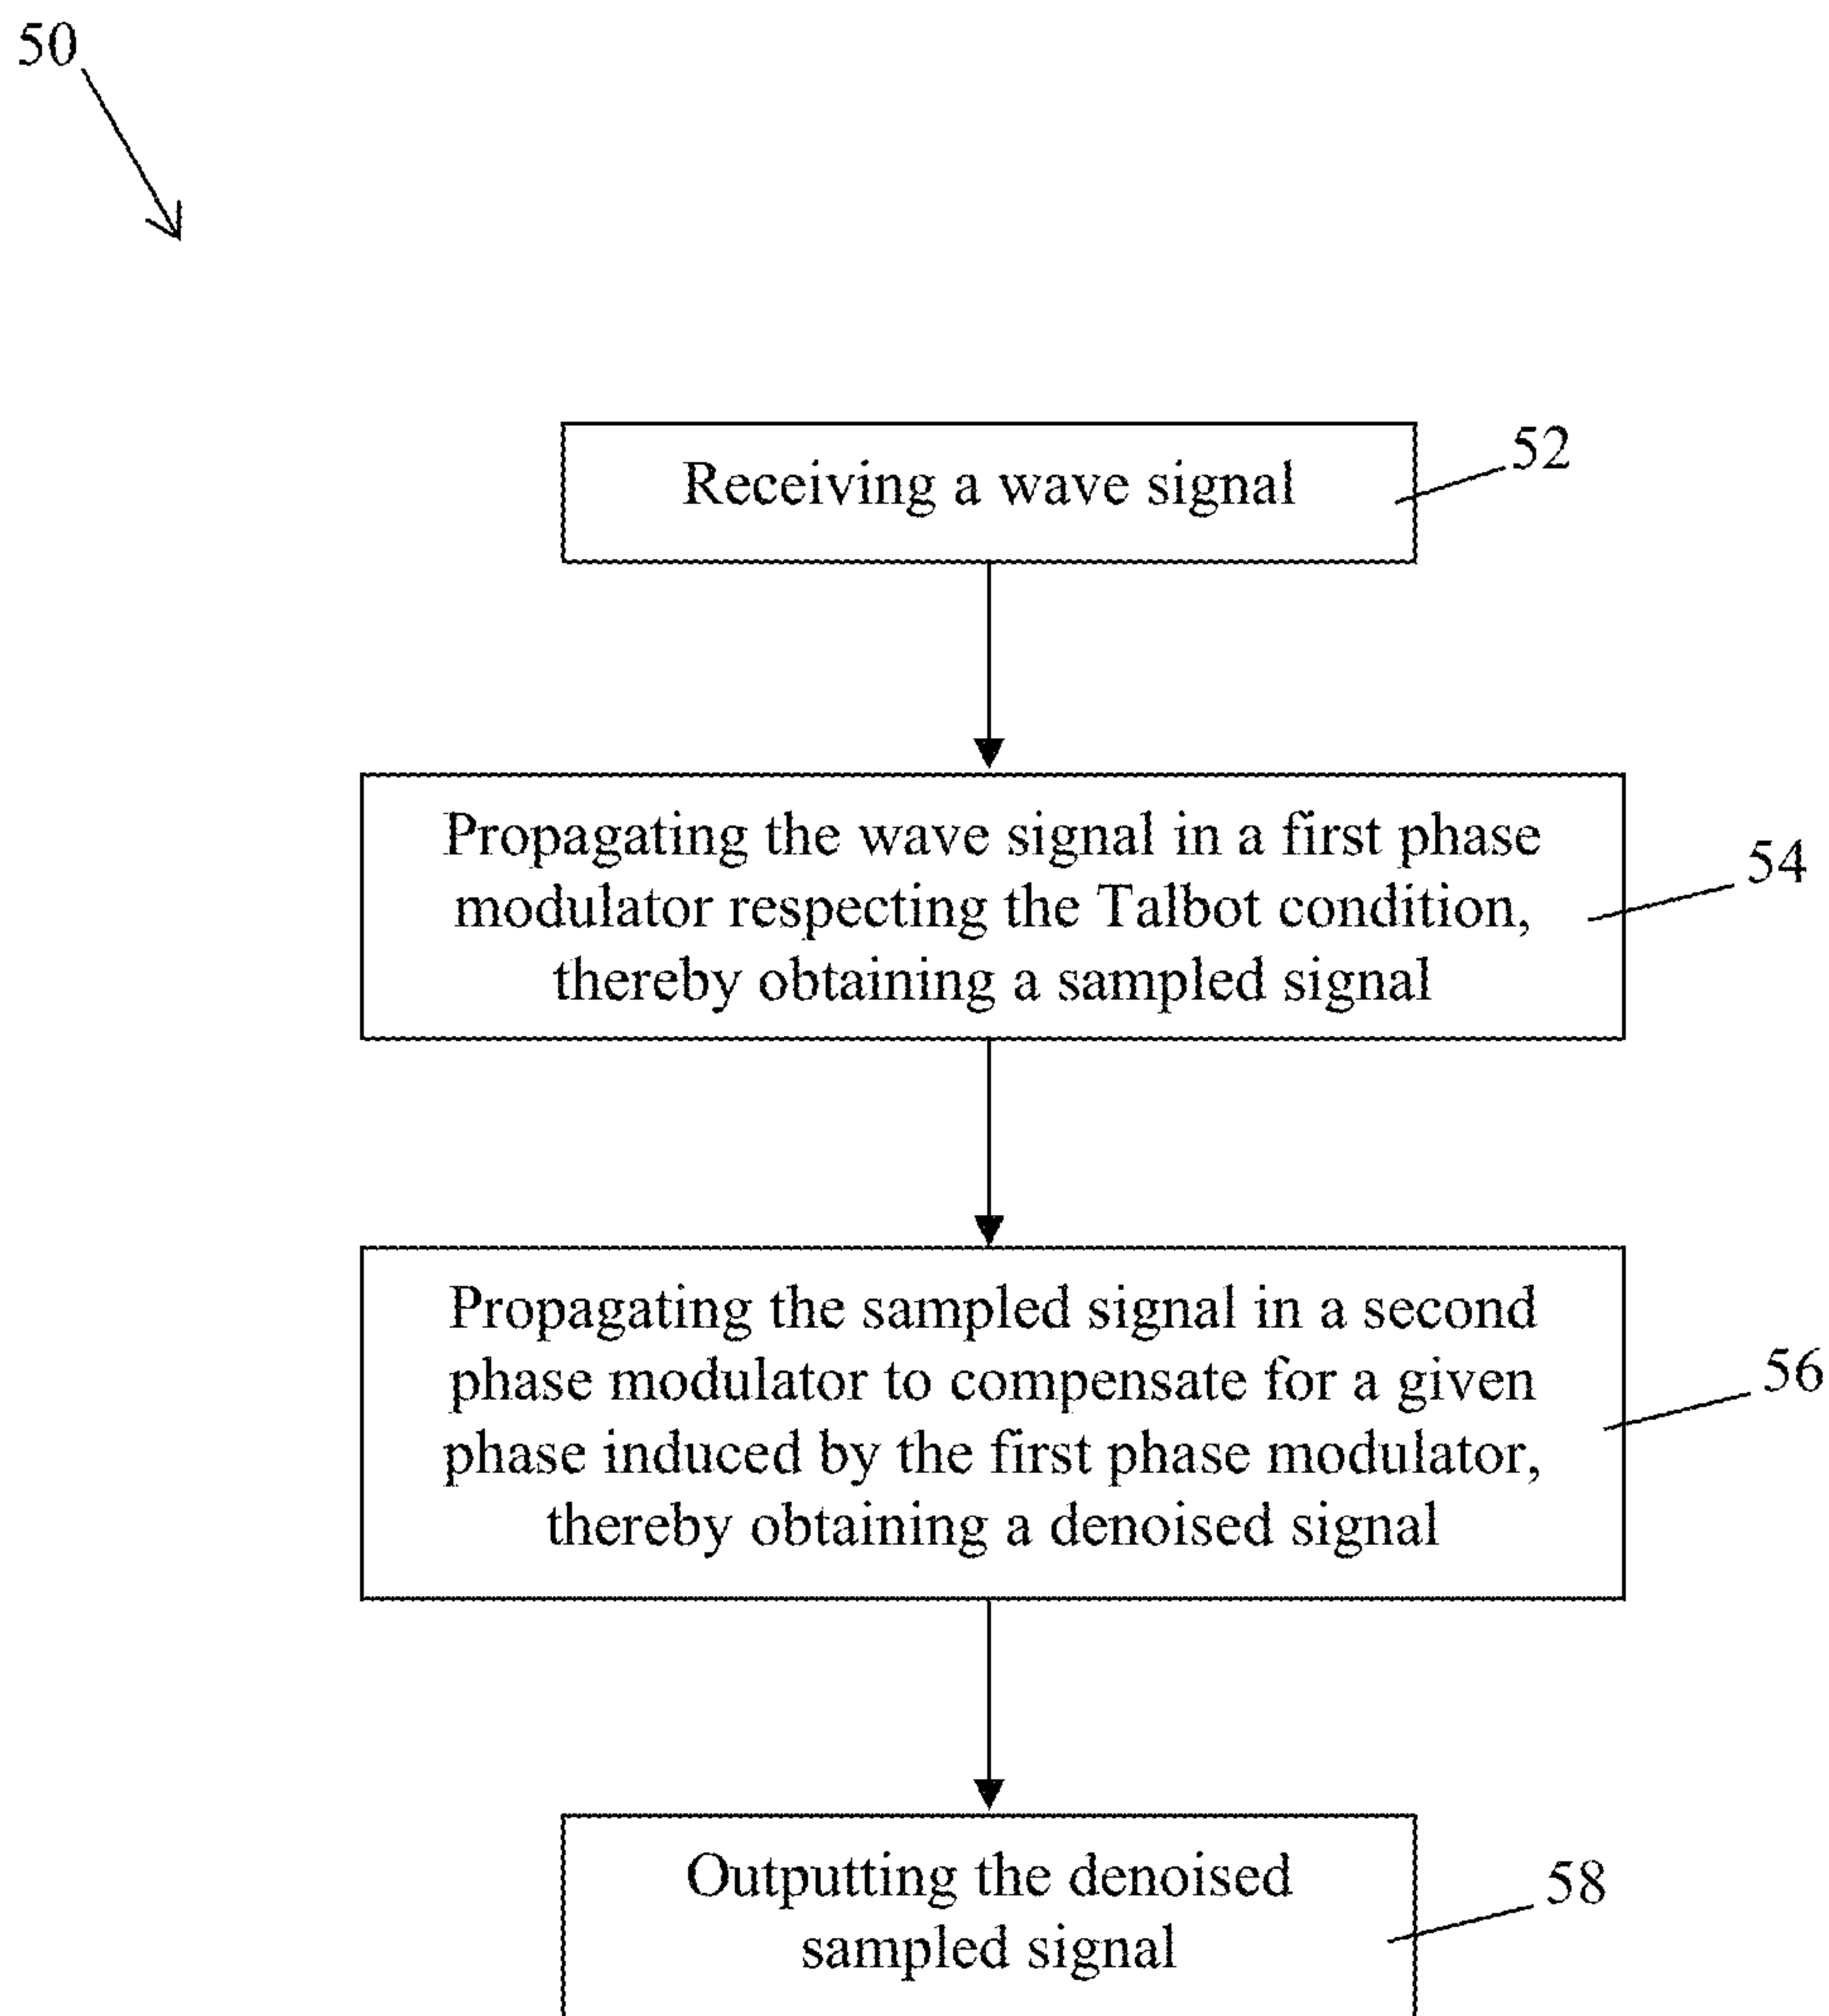 50
Receiving a wave signal
52
Propagating the wave signal in a first phase
modulator respecting the Talbot condition,
thereby obtaining a sampled signal
54
Propagating the sampled signal in a second
phase modulator to compensate for a given
phase induced by the first phase modulator,
thereby obtaining a denoised signal
56
Outputting the denoised
sampled signal
58